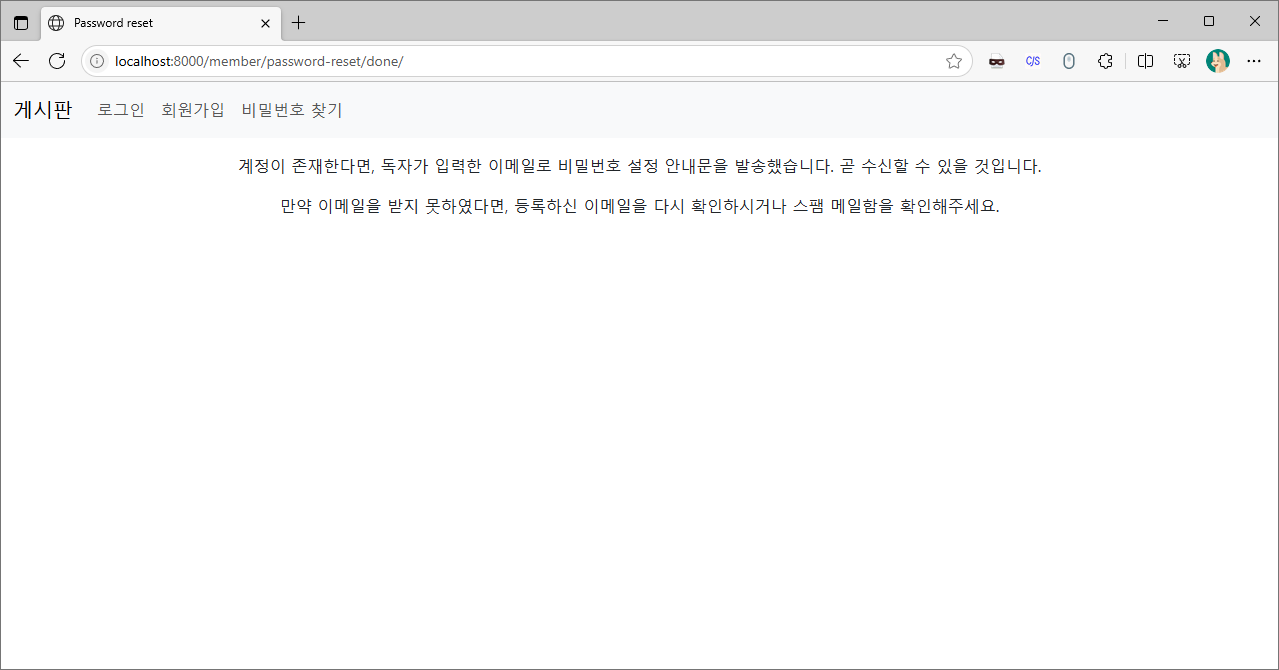 Password reset
localhost:8000/member/password-reset/done/
C/S
게시판 로그인 회원가입 비밀번호 찾기
계정이 존재한다면, 독자가 입력한 이메일로 비밀번호 설정 안내문을 발송했습니다. 곧 수신할 수 있을 것입니다.
만약 이메일을 받지 못하였다면, 등록하신 이메일을 다시 확인하시거나 스팸 메일함을 확인해주세요.